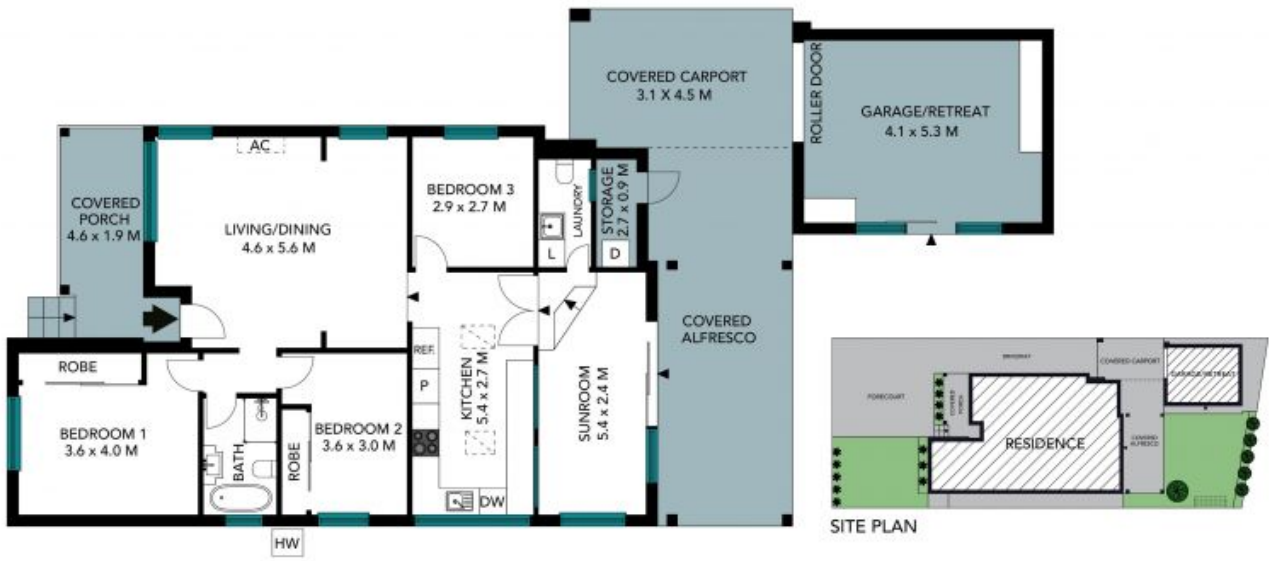 COVERED CARPORT
3.1 X 4.5 M
ROLLER DOOR
GARAGE/RETREAT
4.1 x 5.3 M
AC
COVERED
PORCH
4.6 x 1.9 M
LIVING/DINING
4.6 x 5.6 M
BEDROOM 3
2.9 x 2.7 M
LAUNDRY
L
STORAGE
2.7 x 0.9 M
D
COVERED
ALFRESCO
REF.
P
KITCHEN
5.4 x 2.7 M
DW
SUNROOM
5.4 x 2.4 M
ROBE
BEDROOM 1
3.6 x 4.0 M
BATH
ROBE
BEDROOM 2
3.6 x 3.0 M
HW
DRIVEWAY
COVERED CARPORT
GARAGE/RETREAT
FORECOURT
COVERED
PORCH
RESIDENCE
COVERED
ALFRESCO
SITE PLAN